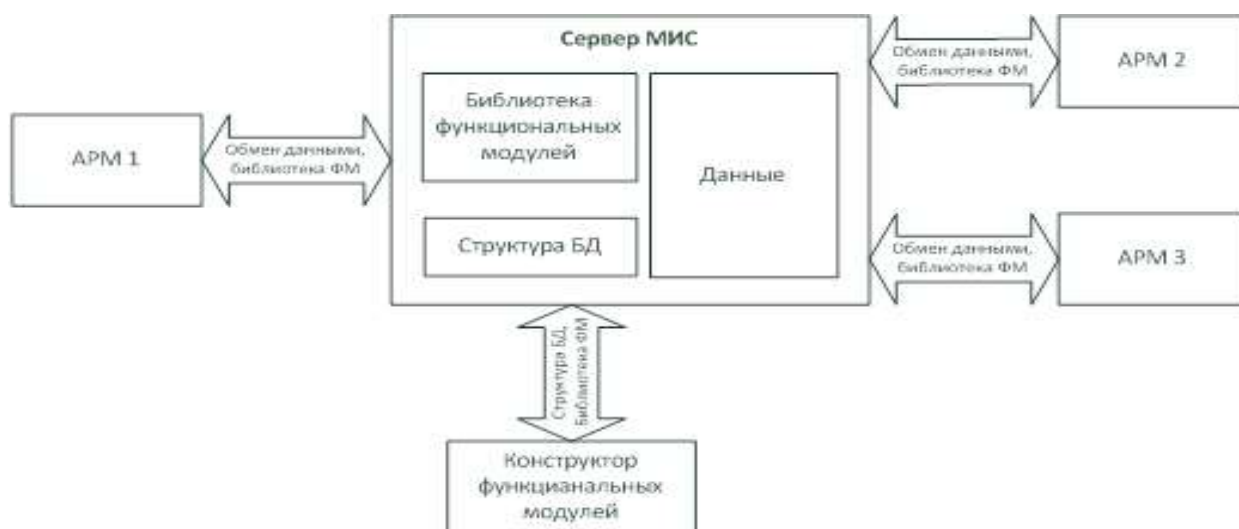 Сервер МИС
Библиотека
функциональных
модулей
Данные
Структура БД
АРМ 1
Обмен данными,
библиотека ФМ
Обмен данными,
библиотека ФМ
АРМ 2
Обмен данными,
библиотека ФМ
АРМ 3
Структура БД,
Библиотека ФМ
Конструктор
функцианальных
модулей